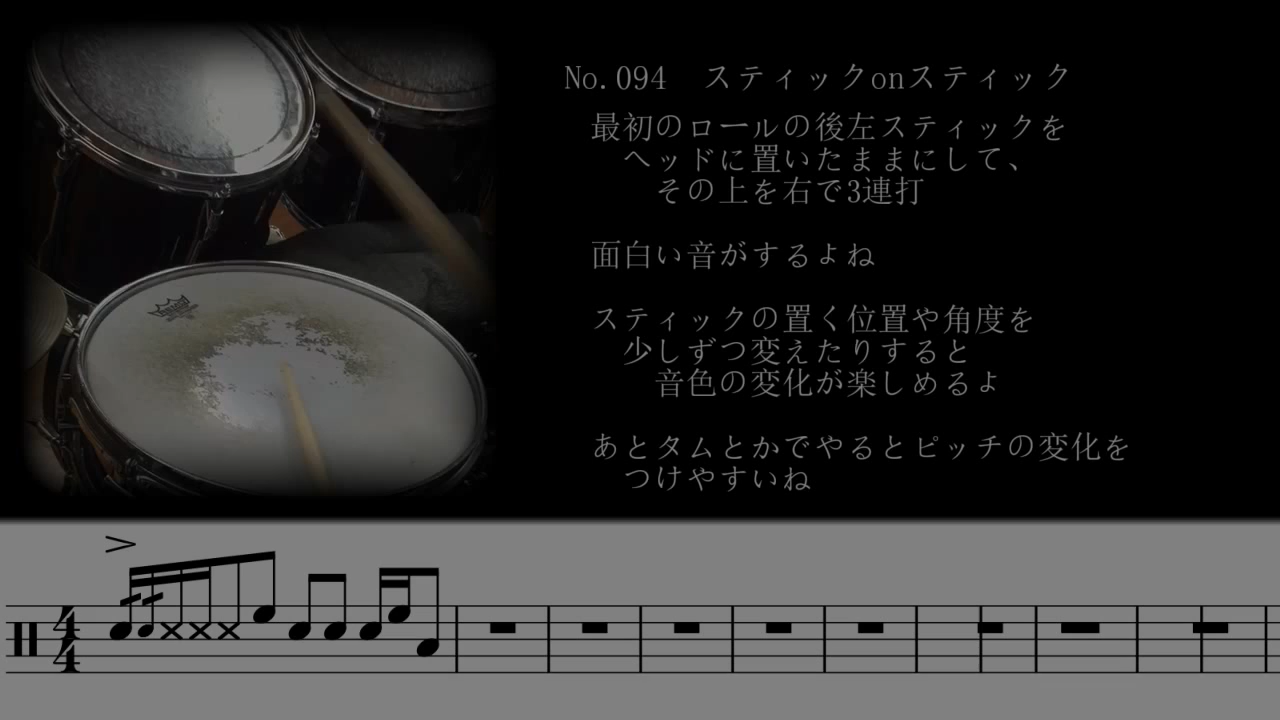 No.094　スティックonスティック
最初のロールの後左スティックを
ヘッドに置いたままにして、
その上を右で3連打
面白い音がするよね
スティックの置く位置や角度を
少しずつ変えたりすると
音色の変化が楽しめるよ
あとタムとかでやるとピッチの変化を
つけやすいね
4
4